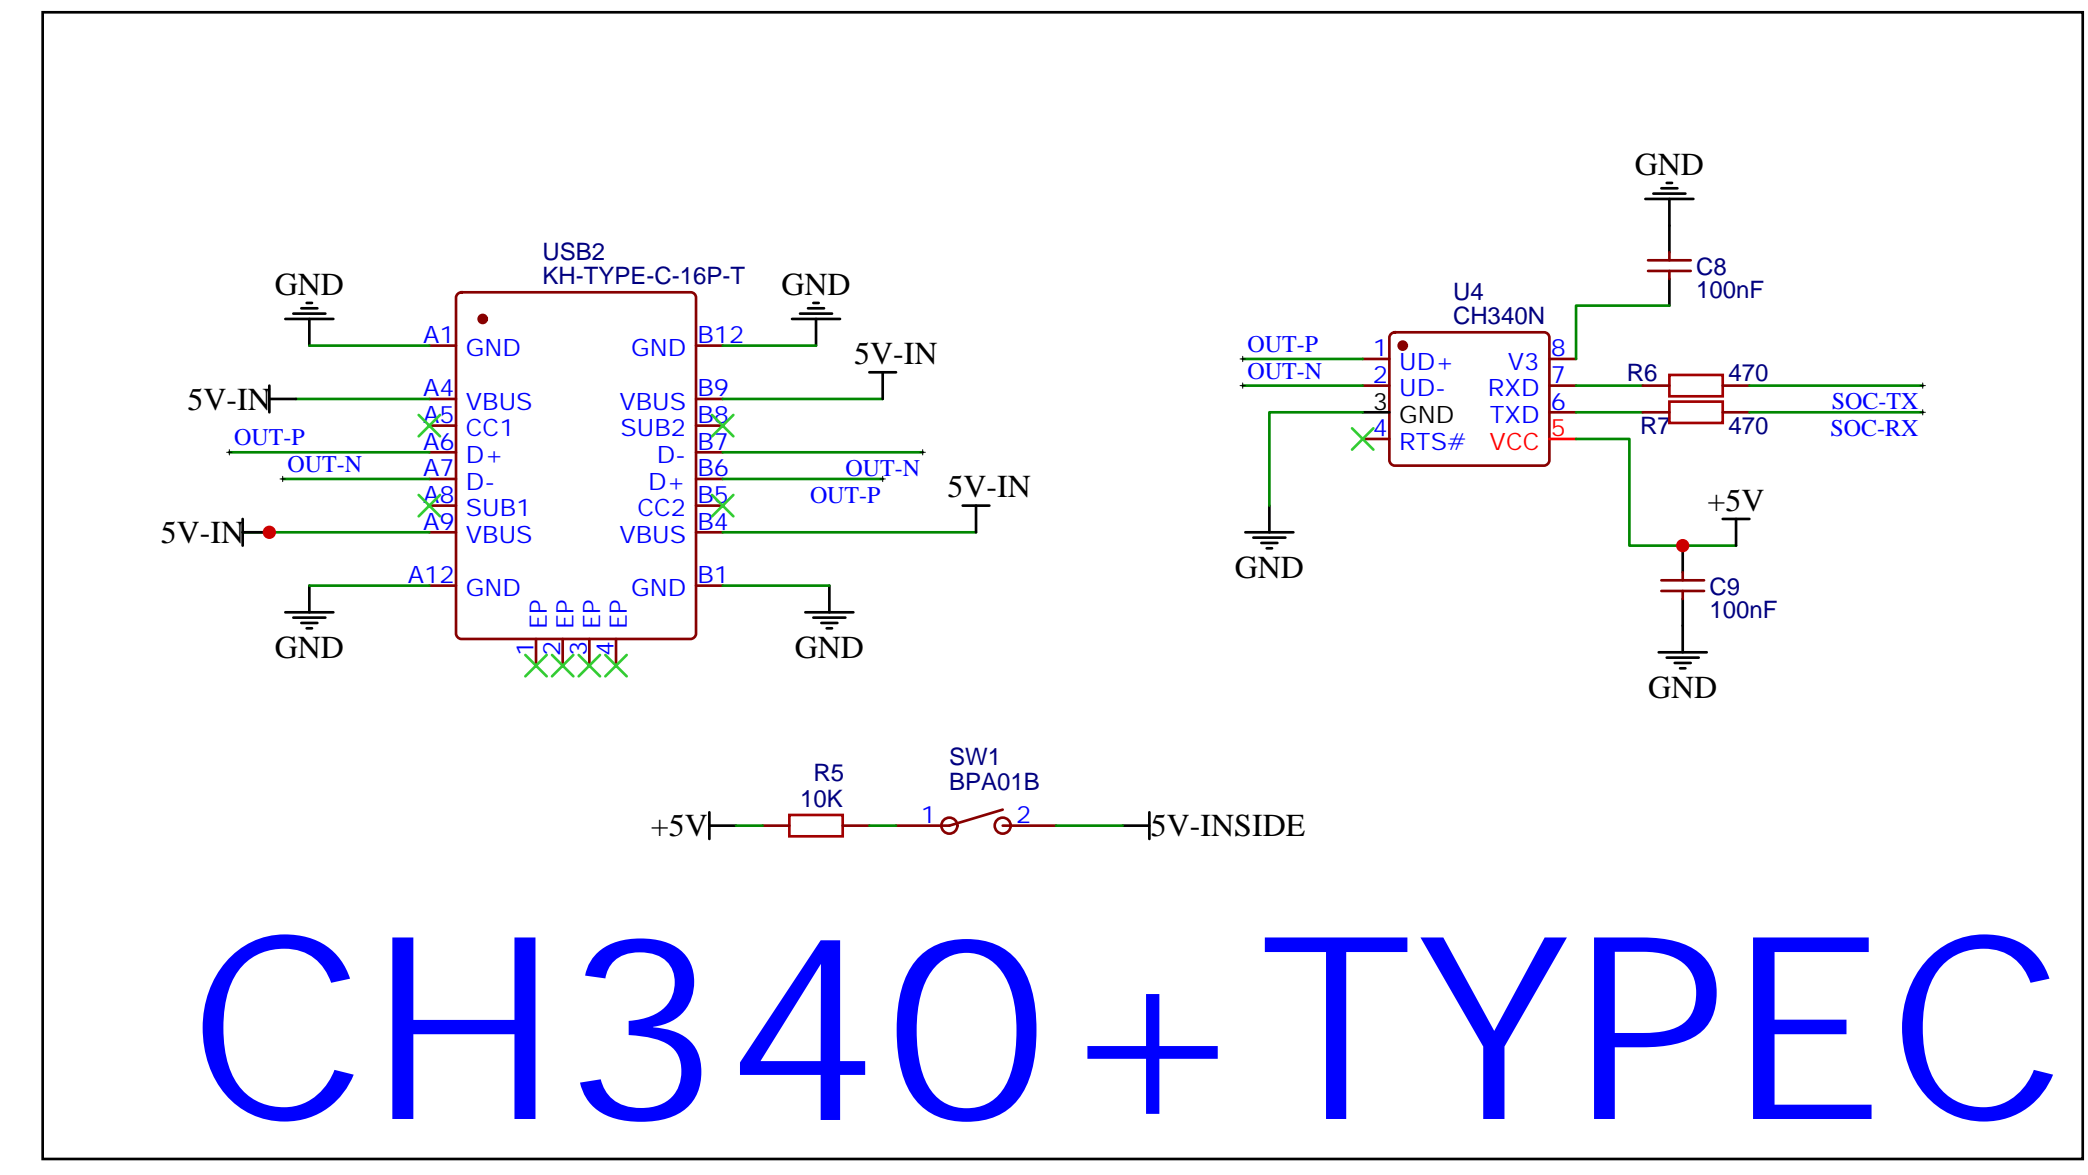 GND
USB2
KH-TYPE-C-16P-T
GND GND
A1 GND GND B12
5V-IN
5V-IN A4 VBUS VBUS B9
A5 CC1 SUB2 B8
OUT-P A6 D+ D- B7
OUT-N A7 D- D+ B6 OUT-N
A8 SUB1 CC2 B5 OUT-P 5V-IN
5V-IN A9 VBUS VBUS B4
A12 GND GND B1
EP EP EP EP
GND 1 2 3 4 GND
C8
100nF
U4
CH340N
OUT-P 1 UD+ V3 8
OUT-N 2 UD- RXD 7 R6 470
3 GND TXD 6 SOC-TX
4 RTS# VCC 5 R7 470 SOC-RX
+5V
GND
C9
100nF
GND
R5
10K
SW1
BPA01B
+5V 1 2 5V-INSIDE
CH340+TYPEC